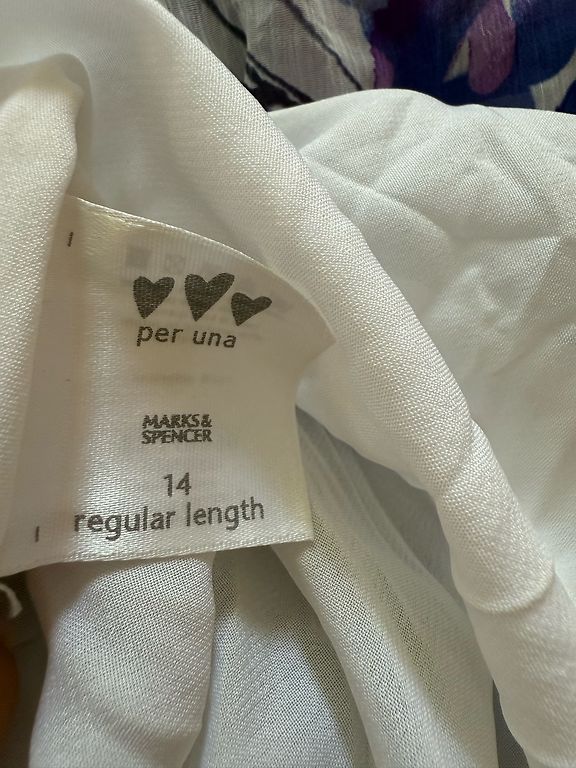 per una
MARKS&
SPENCER
14
regular length